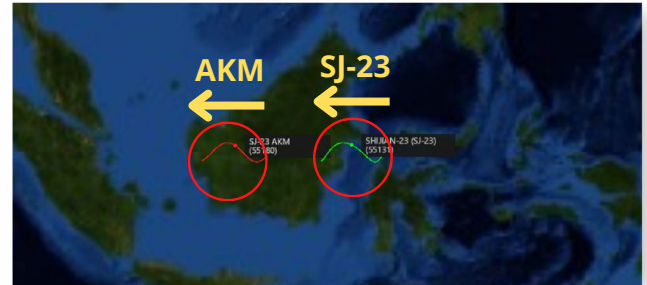 AKM
SJ-23
SJ-23 AKM
(55180)
SHIJIAN-23 (SJ-23)
(55131)